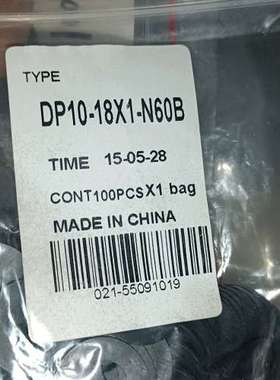 TYPE
DP10-18X1-N60B
TIME 15-05-28
CONT100PCSX1 bag
MADE IN CHINA
021-55091019